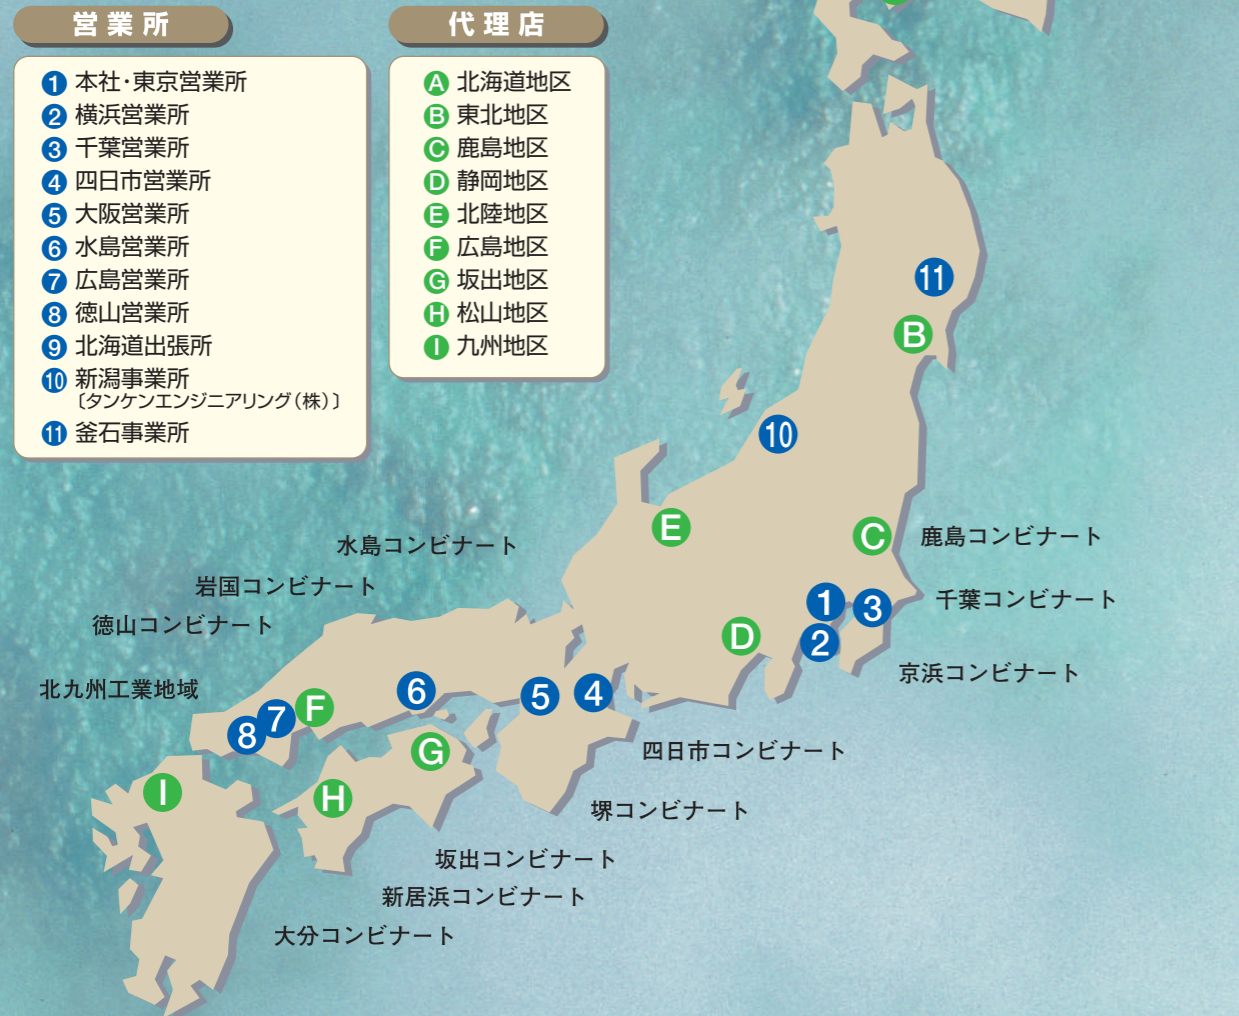 営業所
❶ 本社・東京営業所
❷ 横浜営業所
❸ 千葉営業所
❹ 四日市営業所
❺ 大阪営業所
❻ 水島営業所
❼ 広島営業所
❽ 徳山営業所
❾ 北海道出張所
❿ 新潟事業所
〔タンケンエンジニアリング(株)〕
⓫ 釜石事業所
代理店
A 北海道地区
B 東北地区
C 鹿島地区
D 静岡地区
E 北陸地区
F 広島地区
G 坂出地区
H 松山地区
I 九州地区
11
B
10
E
C
鹿島コンビナート
水島コンビナート
岩国コンビナート
1
3
千葉コンビナート
徳山コンビナート
D
2
京浜コンビナート
北九州工業地域
6
5
4
F
7
8
G
四日市コンビナート
I
H
堺コンビナート
坂出コンビナート
新居浜コンビナート
大分コンビナート